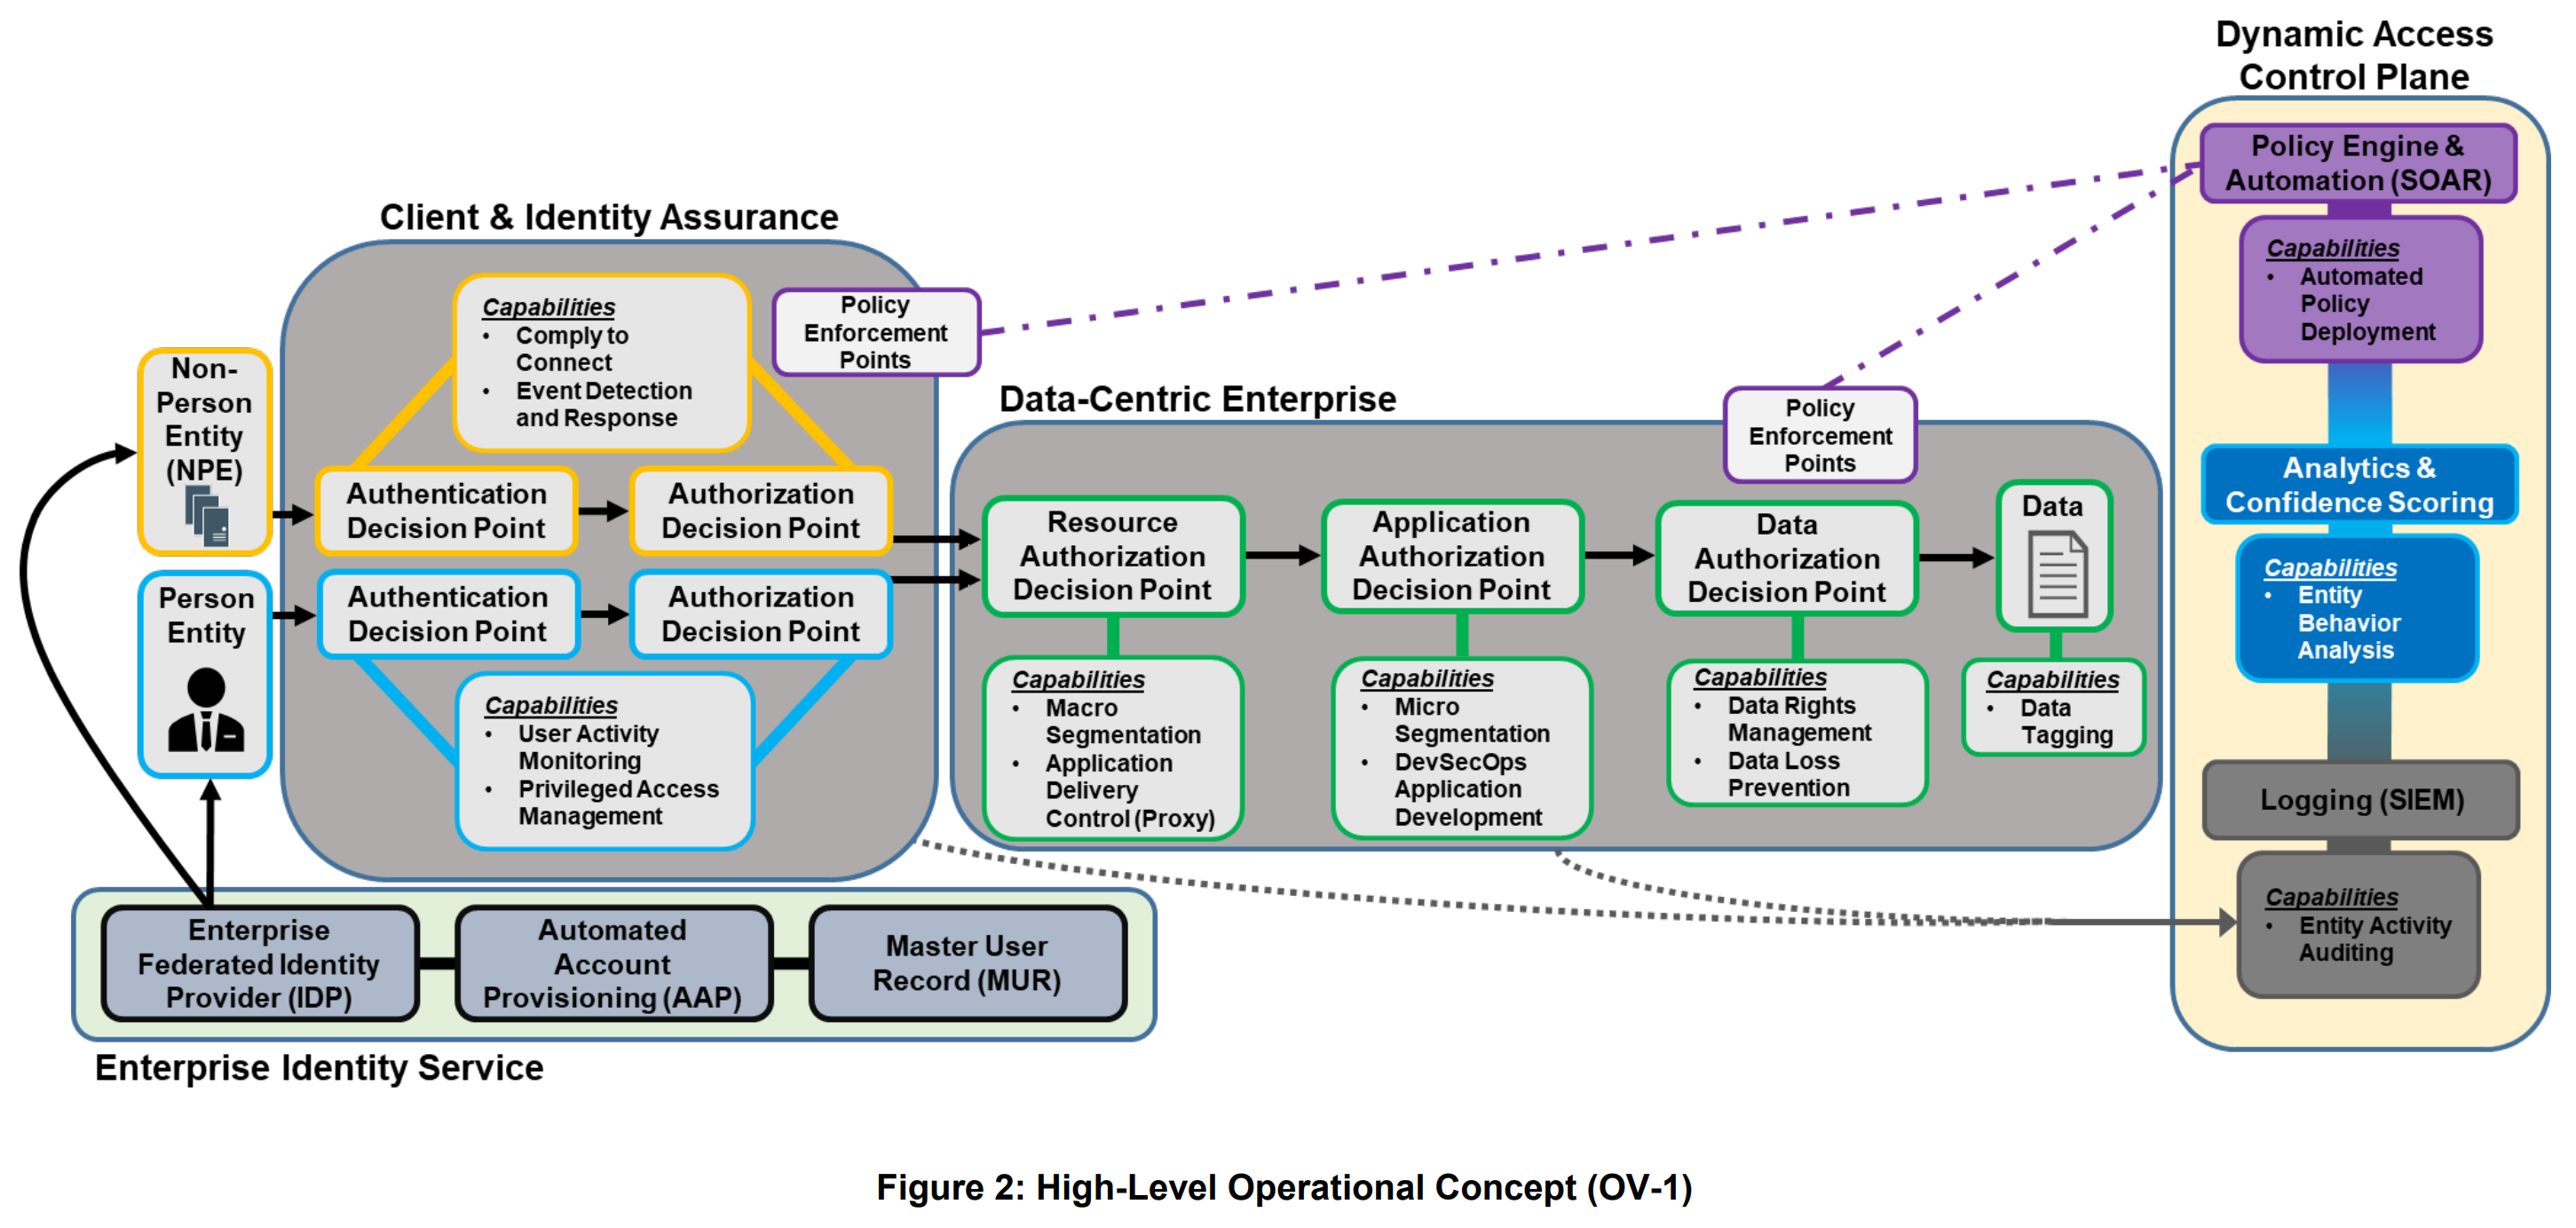 Dynamic Access
Control Plane
Policy Engine &
Automation (SOAR)
Capabilities
• Automated
Policy
Deployment
Analytics &
Confidence Scoring
Capabilities
• Entity
Behavior
Analysis
Logging (SIEM)
Capabilities
• Entity Activity
Auditing
Client & Identity Assurance
Capabilities
• Comply to
Connect
• Event Detection
and Response
Policy
Enforcement
Points
Non-
Person
Entity
(NPE)
Authentication
Decision Point
Authorization
Decision Point
Person
Entity
Authentication
Decision Point
Authorization
Decision Point
Capabilities
• User Activity
Monitoring
• Privileged Access
Management
Data-Centric Enterprise
Policy
Enforcement
Points
Resource
Authorization
Decision Point
Application
Authorization
Decision Point
Data
Authorization
Decision Point
Data
Capabilities
• Macro
Segmentation
• Application
Delivery
Control (Proxy)
Capabilities
• Micro
Segmentation
• DevSecOps
Application
Development
Capabilities
• Data Rights
Management
• Data Loss
Prevention
Capabilities
• Data
Tagging
Enterprise
Federated Identity
Provider (IDP)
Automated
Account
Provisioning (AAP)
Master User
Record (MUR)
Enterprise Identity Service
Figure 2: High-Level Operational Concept (OV-1)